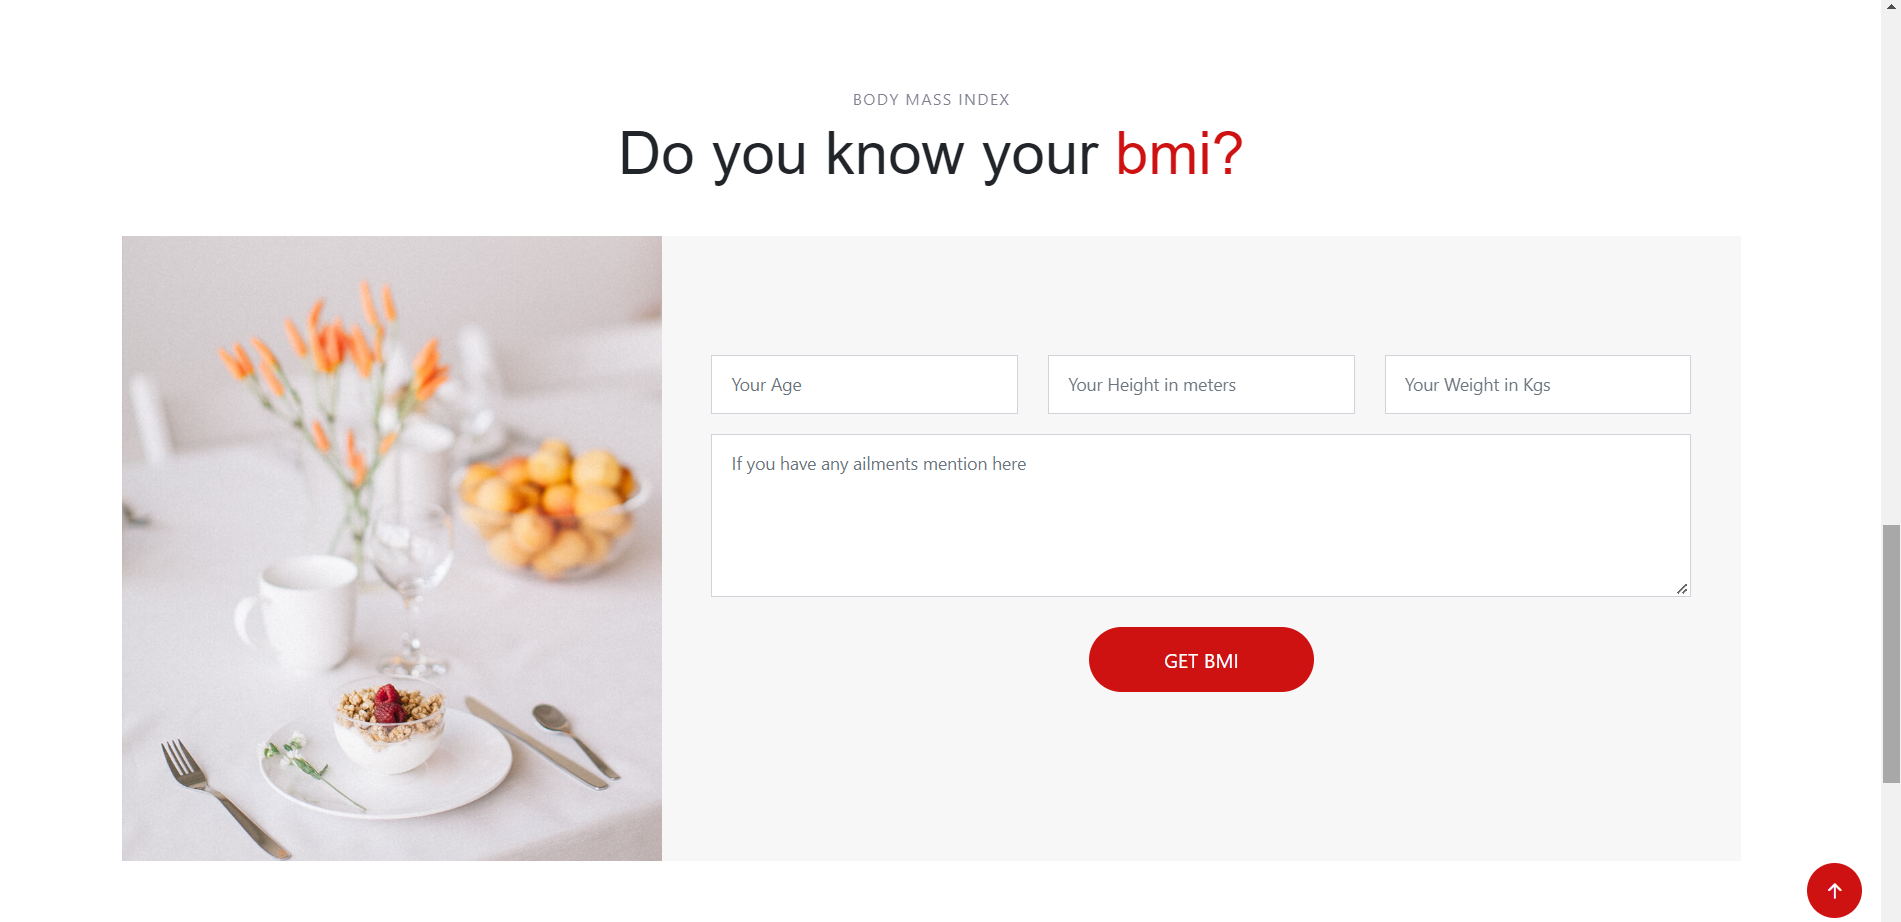 BODY MASS INDEX
Do you know your bmi?
Your Age
Your Height in meters
Your Weight in Kgs
If you have any ailments mention here
GET BMI